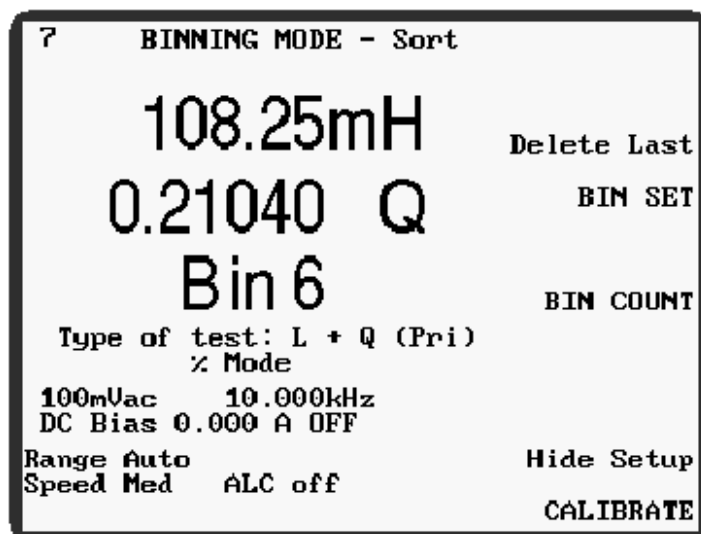 7 BINNING MODE - Sort
108.25mH
Delete Last
0.21040 Q
BIN SET
Bin 6
BIN COUNT
Type of test: L + Q (Pri)
% Mode
100mVac 10.000kHz
DC Bias 0.000 A OFF
Range Auto
Hide Setup
Speed Med ALC off
CALIBRATE